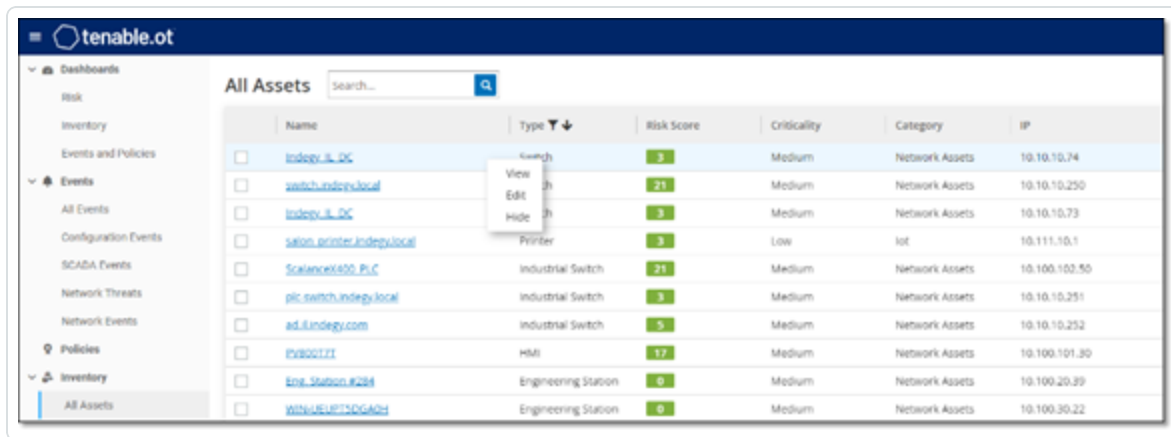 tenable.ot
Dashboards
Risk
Inventory
Events and Policies
Events
All Events
Configuration Events
SCADA Events
Network Threats
Network Events
Policies
Inventory
All Assets
All Assets Search...
Name Type Risk Score Criticality Category IP
Indegy_IL_DC Switch 3 Medium Network Assets 10.10.10.74
switch.indegy.local 21 Medium Network Assets 10.10.10.250
Indegy_IL_DC 3 Medium Network Assets 10.10.10.73
salon_printer.indegy.local Printer 3 Low Iot 10.111.10.1
ScalanceX400_PLC Industrial Switch 21 Medium Network Assets 10.100.102.50
plc-switch.indegy.local Industrial Switch 3 Medium Network Assets 10.10.10.251
ad.il.indegy.com Industrial Switch 5 Medium Network Assets 10.10.10.252
PV800T7T HMI 17 Medium Network Assets 10.100.101.30
Eng. Station #284 Engineering Station 0 Medium Network Assets 10.100.20.39
Engineering Station 0 Medium Network Assets 10.100.30.22
View
Edit
Hide